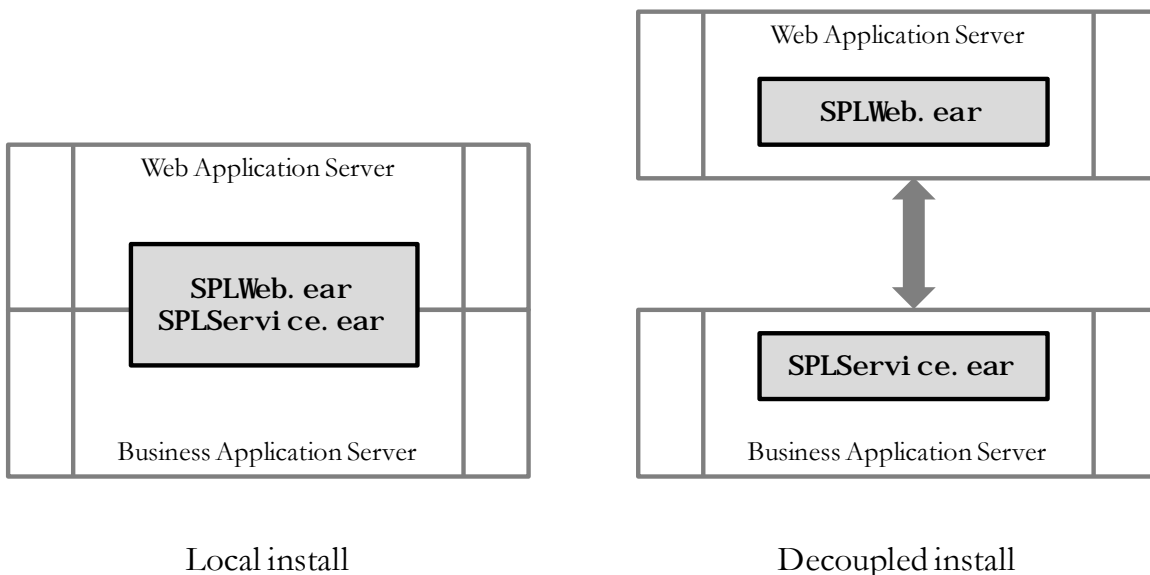 Web Application Server
SPLWeb.ear
SPLService.ear
Business Application Server
Local install
Web Application Server
SPLWeb.ear
SPLService.ear
Business Application Server
Decoupled install